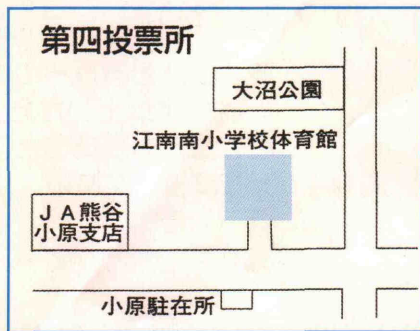 第四投票所
大沼公園
江南南小学校体育館
JA熊谷
小原支店
小原駐在所